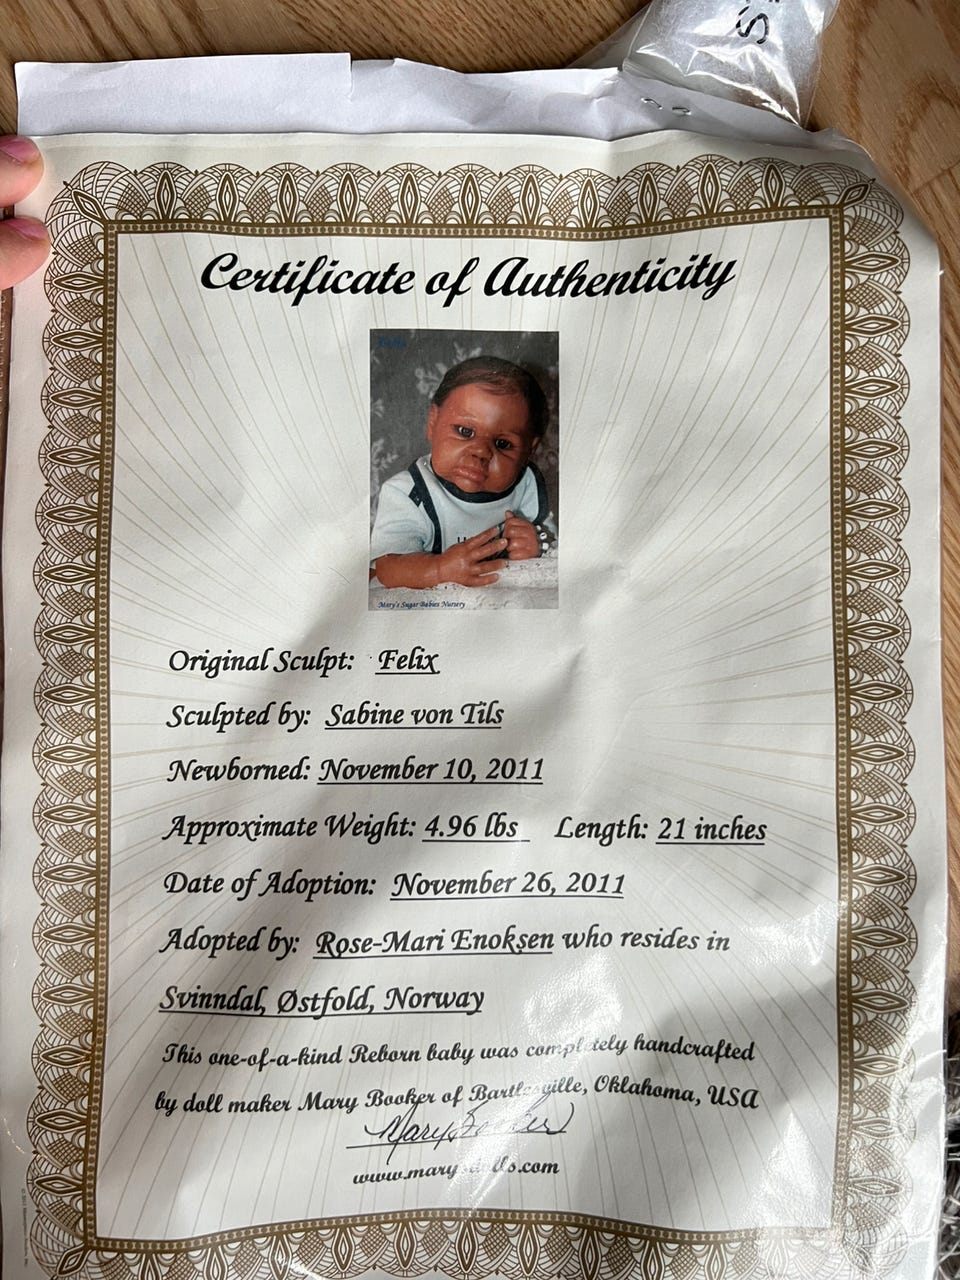 Certificate of Authenticity
Mary's Sugar Babies Nursery
Original Sculpt: Felix
Sculpted by: Sabine von Tils
Newborned: November 10, 2011
Approximate Weight: 4.96 lbs Length: 21 inches
Date of Adoption: November 26, 2011
Adopted by: Rose-Mari Enoksen who resides in
Svinndal, Østfold, Norway
This one-of-a-kind Reborn baby was completely handcrafted
by doll maker Mary Booker of Bartlesville, Oklahoma, USA
Mary Booker